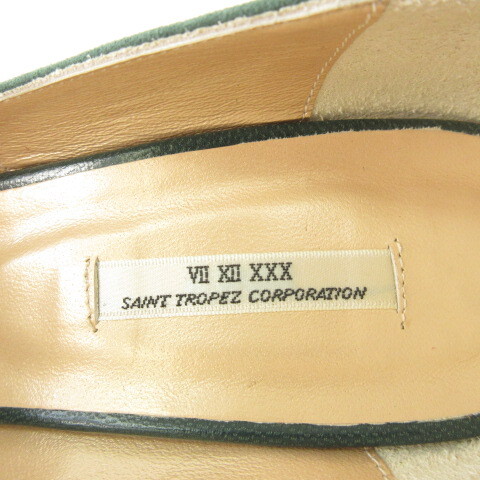 VII XII XXX
SAINT TROPEZ CORPORATION